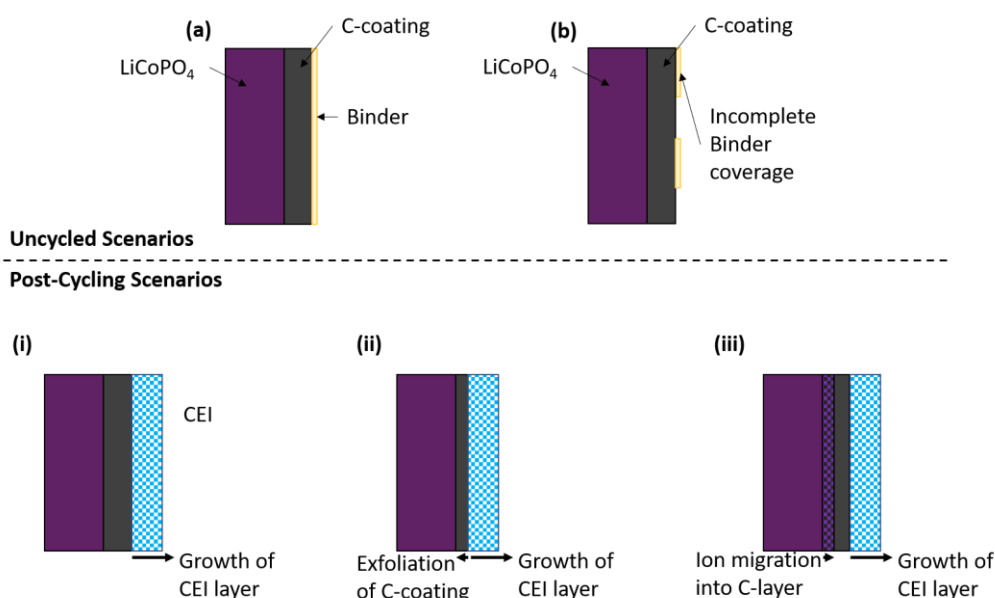 (a)
C-coating
LiCoPO₄
Binder
(b)
C-coating
LiCoPO₄
Incomplete
Binder
coverage
Uncycled Scenarios
Post-Cycling Scenarios
(i)
CEI
Growth of
CEI layer
(ii)
Exfoliation
of C-coating
Growth of
CEI layer
(iii)
Ion migration
into C-layer
Growth of
CEI layer